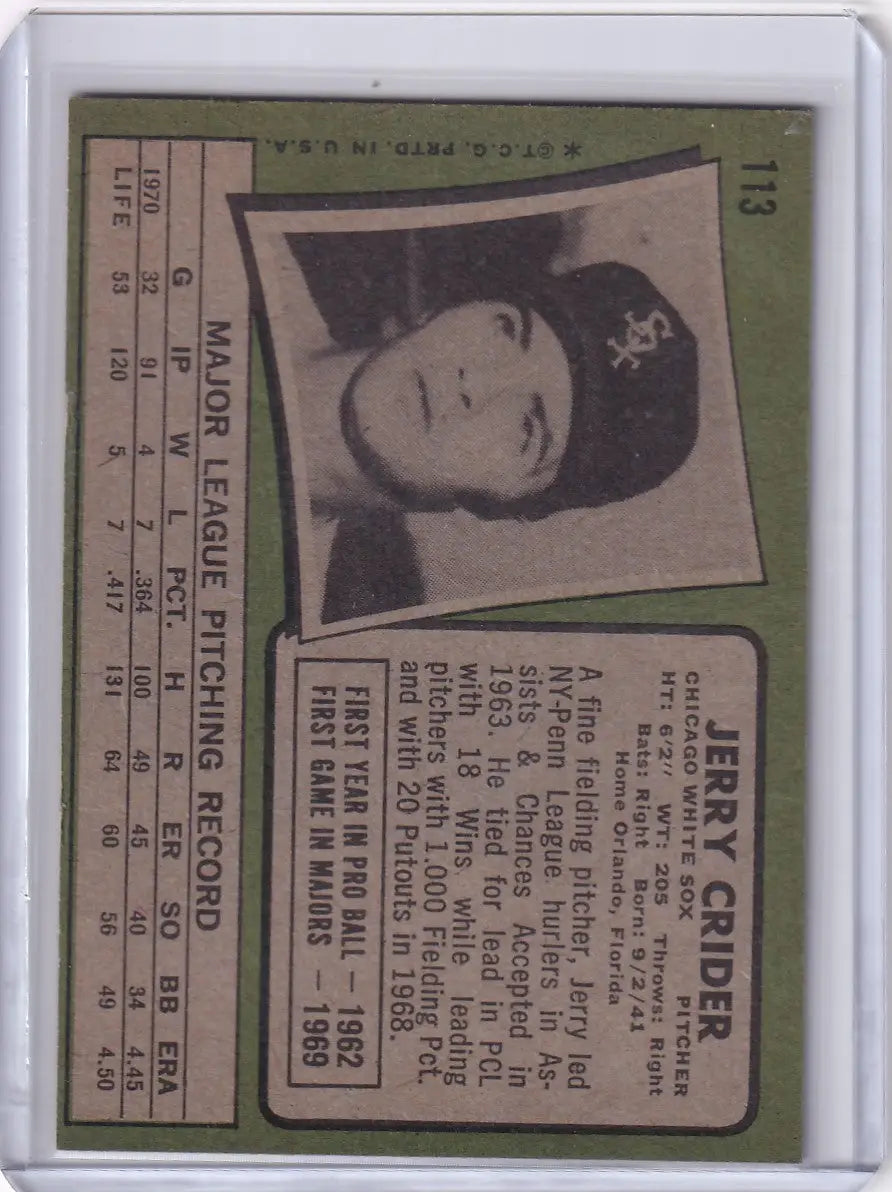 113
*©T.C.G. PRTD. IN U.S.A.
SOX
JERRY CRIDER
CHICAGO WHITE SOX PITCHER
HT: 6'2" WT: 205 Throws: Right
Bats: Right Born: 9/2/41
Home Orlando, Florida
A fine fielding pitcher, Jerry led
NY-Penn League hurlers in As-
sists & Chances Accepted in
1963. He tied for lead in PCL
with 18 Wins, while leading
pitchers with 1.000 Fielding Pct.
and with 20 Putouts in 1968.
FIRST YEAR IN PRO BALL — 1962
FIRST GAME IN MAJORS — 1969
MAJOR LEAGUE PITCHING RECORD
G IP W L PCT. H R ER SO BB ERA
1970 32 91 4 7 .364 100 49 45 40 34 4.45
LIFE 53 120 5 7 .417 131 64 60 56 49 4.50